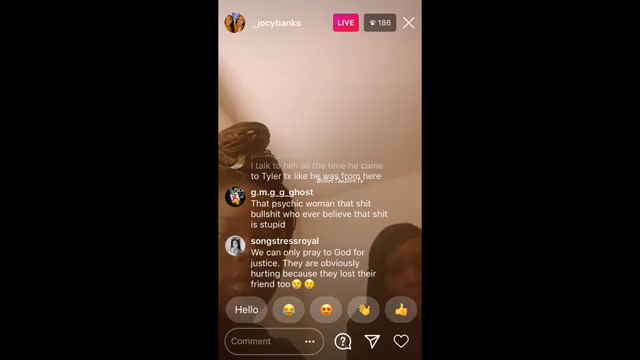 _jocybanks
LIVE
186
I talk to him all the time he came
to Tyler tx like he was from here
g.m.g_g_ghost
That psychic woman that shit
bullshit who ever believe that shit
is stupid
songstressroyal
We can only pray to God for
justice. They are obviously
hurting because they lost their
friend too😢😢
Hello
Comment